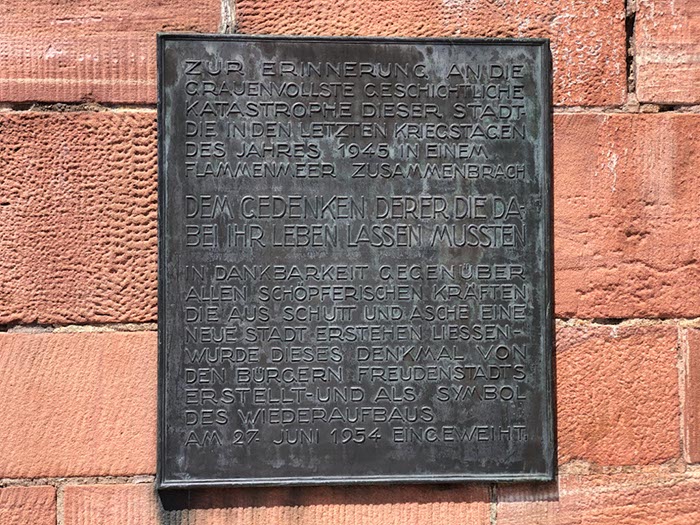 ZUR ERINNERUNG AN DIE
GRAUENVOLLSTE GESCHICHTLICHE
KATASTROPHE DIESER STADT-
DIE IN DEN LETZTEN KRIEGSTAGEN
DES JAHRES 1945 IN EINEM
FLAMMENMEER ZUSAMMENBRACH
DEM GEDENKEN DERER, DIE DA-
BEI IHR LEBEN LASSEN MUSSTEN
IN DANKBARKEIT GEGENÜBER
ALLEN SCHÖPFERISCHEN KRÄFTEN
DIE AUS SCHUTT UND ASCHE EINE
NEUE STADT ERSTEHEN LIESSEN-
WURDE DIESES DENKMAL VON
DEN BÜRGERN FREUDENSTADTS
ERSTELLT-UND ALS SYMBOL
DES WIEDERAUFBAUS
AM 27. JUNI 1954 EINGEWEIHT.